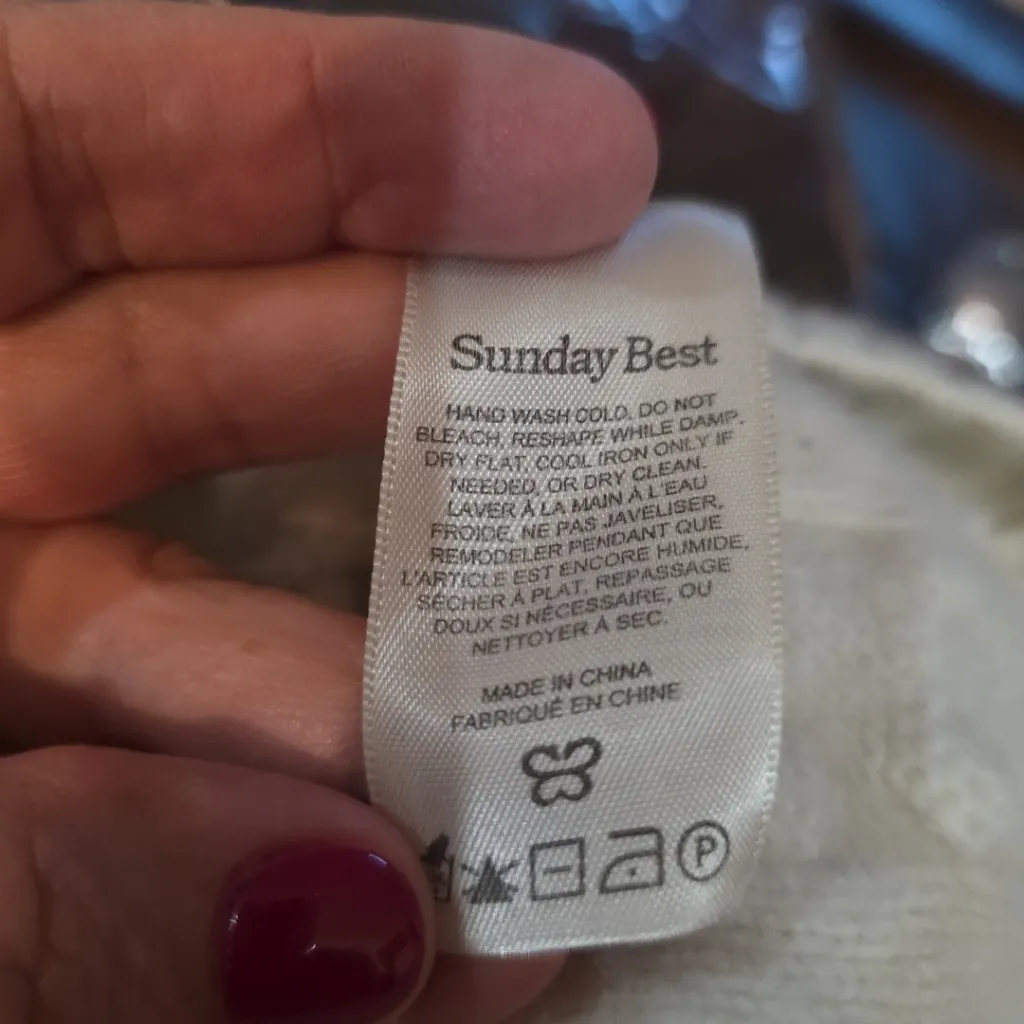 Sunday Best
HAND WASH COLD. DO NOT
BLEACH. RESHAPE WHILE DAMP.
DRY FLAT. COOL IRON ONLY IF
NEEDED, OR DRY CLEAN.
LAVER À LA MAIN À L'EAU
FROIDE, NE PAS JAVELISER,
REMODELER PENDANT QUE
L'ARTICLE EST ENCORE HUMIDE,
SÉCHER À PLAT, REPASSAGE
DOUX SI NÉCESSAIRE, OU
NETTOYER À SEC.
MADE IN CHINA
FABRIQUÉ EN CHINE
P